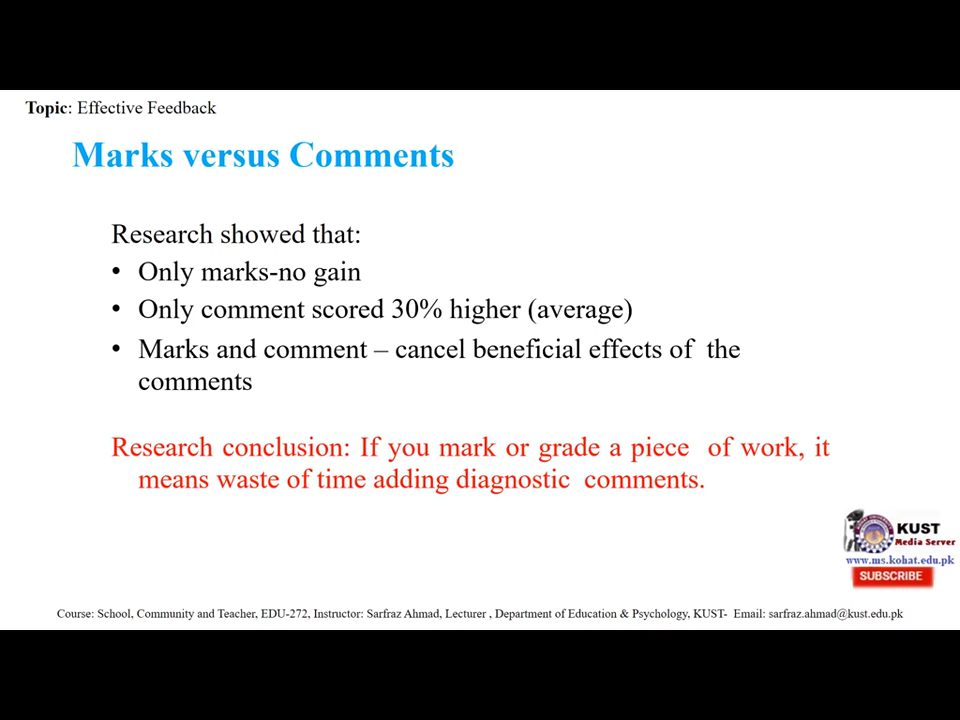 Topic: Effective Feedback
Marks versus Comments
Research showed that:
• Only marks-no gain
• Only comment scored 30% higher (average)
• Marks and comment – cancel beneficial effects of the
comments
Research conclusion: If you mark or grade a piece of work, it
means waste of time adding diagnostic comments.
KUST
Media Server
www.ms.kohat.edu.pk
SUBSCRIBE
Course: School, Community and Teacher, EDU-272, Instructor: Sarfraz Ahmad, Lecturer , Department of Education & Psychology, KUST- Email: sarfraz.ahmad@kust.edu.pk